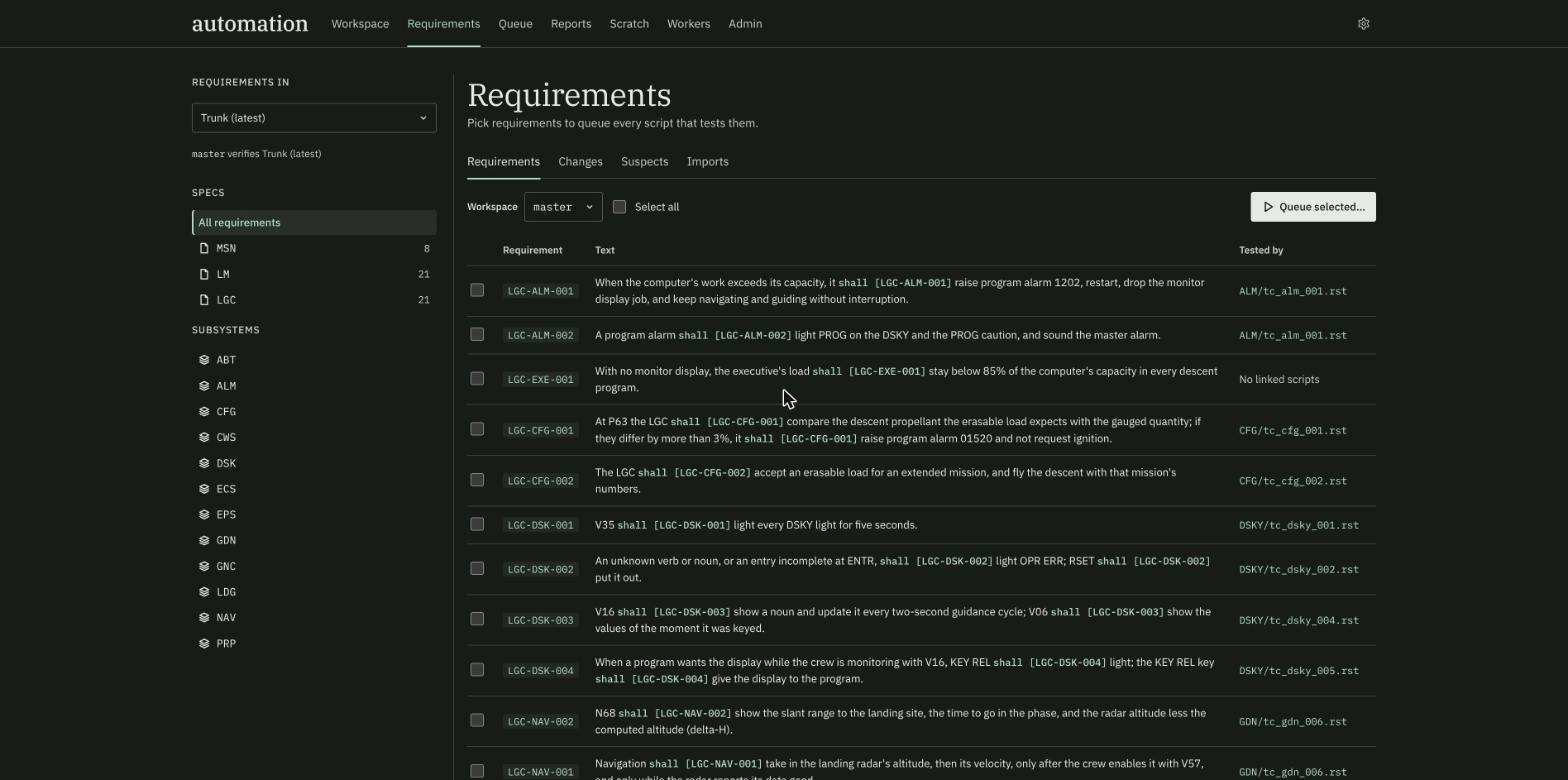 automation Workspace Requirements Queue Reports Scratch Workers Admin
REQUIREMENTS IN
Trunk (latest)
master verifies Trunk (latest)
SPECS
All requirements
MSN 8
LM 21
LGC 21
SUBSYSTEMS
ABT
ALM
CFG
CWS
DSK
ECS
EPS
GDN
GNC
LDG
NAV
PRP
Requirements
Pick requirements to queue every script that tests them.
Requirements Changes Suspects Imports
Workspace master Select all Queue selected...
Requirement Text Tested by
LGC-ALM-001 When the computer's work exceeds its capacity, it shall [LGC-ALM-001] raise program alarm 1202, restart, drop the monitor ALM/tc_alm_001.rst
display job, and keep navigating and guiding without interruption.
LGC-ALM-002 A program alarm shall [LGC-ALM-002] light PROG on the DSKY and the PROG caution, and sound the master alarm. ALM/tc_alm_001.rst
LGC-EXE-001 With no monitor display, the executive's load shall [LGC-EXE-001] stay below 85% of the computer's capacity in every descent No linked scripts
program.
LGC-CFG-001 At P63 the LGC shall [LGC-CFG-001] compare the descent propellant the erasable load expects with the gauged quantity; if CFG/tc_cfg_001.rst
they differ by more than 3%, it shall [LGC-CFG-001] raise program alarm 01520 and not request ignition.
LGC-CFG-002 The LGC shall [LGC-CFG-002] accept an erasable load for an extended mission, and fly the descent with that mission's CFG/tc_cfg_002.rst
numbers.
LGC-DSK-001 V35 shall [LGC-DSK-001] light every DSKY light for five seconds. DSKY/tc_dsky_001.rst
LGC-DSK-002 An unknown verb or noun, or an entry incomplete at ENTR, shall [LGC-DSK-002] light OPR ERR; RSET shall [LGC-DSK-002] DSKY/tc_dsky_002.rst
put it out.
LGC-DSK-003 V16 shall [LGC-DSK-003] show a noun and update it every two-second guidance cycle; V06 shall [LGC-DSK-003] show the DSKY/tc_dsky_004.rst
values of the moment it was keyed.
LGC-DSK-004 When a program wants the display while the crew is monitoring with V16, KEY REL shall [LGC-DSK-004] light; the KEY REL key DSKY/tc_dsky_005.rst
shall [LGC-DSK-004] give the display to the program.
LGC-NAV-002 N68 shall [LGC-NAV-002] show the slant range to the landing site, the time to go in the phase, and the radar altitude less the GDN/tc_gdn_006.rst
computed altitude (delta-H).
LGC-NAV-001 Navigation shall [LGC-NAV-001] take in the landing radar's altitude, then its velocity, only after the crew enables it with V57, GDN/tc_gdn_006.rst
and only while the radar reports its data good.